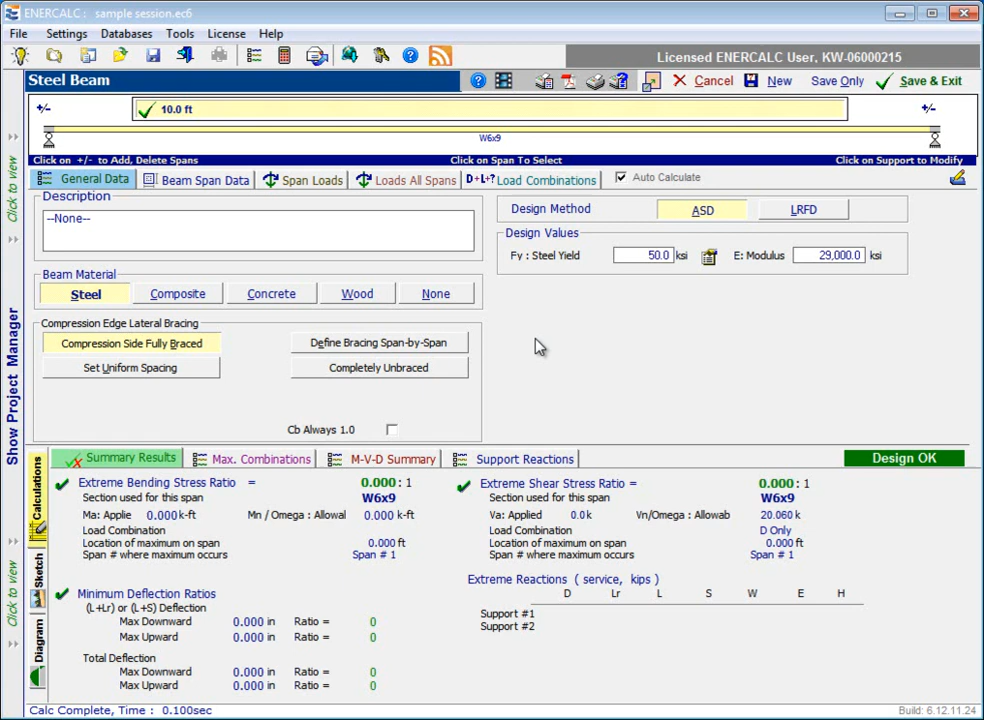 ENERCALC : sample session.ec6
File Settings Databases Tools License Help
Licensed ENERCALC User, KW-06000215
Steel Beam
Cancel New Save Only Save & Exit
+/- 10.0 ft +/-
W6x9
Click on +/- to Add, Delete Spans Click on Span To Select Click on Support to Modify
General Data Beam Span Data Span Loads Loads All Spans D+L+? Load Combinations Auto Calculate
Description
--None--
Design Method ASD LRFD
Design Values
Fy : Steel Yield 50.0 ksi E: Modulus 29,000.0 ksi
Beam Material
Steel Composite Concrete Wood None
Compression Edge Lateral Bracing
Compression Side Fully Braced Define Bracing Span-by-Span
Set Uniform Spacing Completely Unbraced
Cb Always 1.0
Click to view
Show Project Manager
Click to view
Calculations
Sketch
Diagram
Summary Results Max. Combinations M-V-D Summary Support Reactions Design OK
Extreme Bending Stress Ratio = 0.000 : 1
Section used for this span W6x9
Ma: Applie 0.000 k-ft Mn / Omega : Allowal 0.000 k-ft
Load Combination
Location of maximum on span 0.000 ft
Span # where maximum occurs Span # 1
Extreme Shear Stress Ratio = 0.000 : 1
Section used for this span W6x9
Va: Applied 0.0 k Vn/Omega : Allowab 20.060 k
Load Combination D Only
Location of maximum on span 0.000 ft
Span # where maximum occurs Span # 1
Minimum Deflection Ratios
(L+Lr) or (L+S) Deflection
Max Downward 0.000 in Ratio = 0
Max Upward 0.000 in Ratio = 0
Total Deflection
Max Downward 0.000 in Ratio = 0
Max Upward 0.000 in Ratio = 0
Extreme Reactions ( service, kips )
D Lr L S W E H
Support #1
Support #2
Calc Complete, Time : 0.100sec
Build: 6.12.11.24